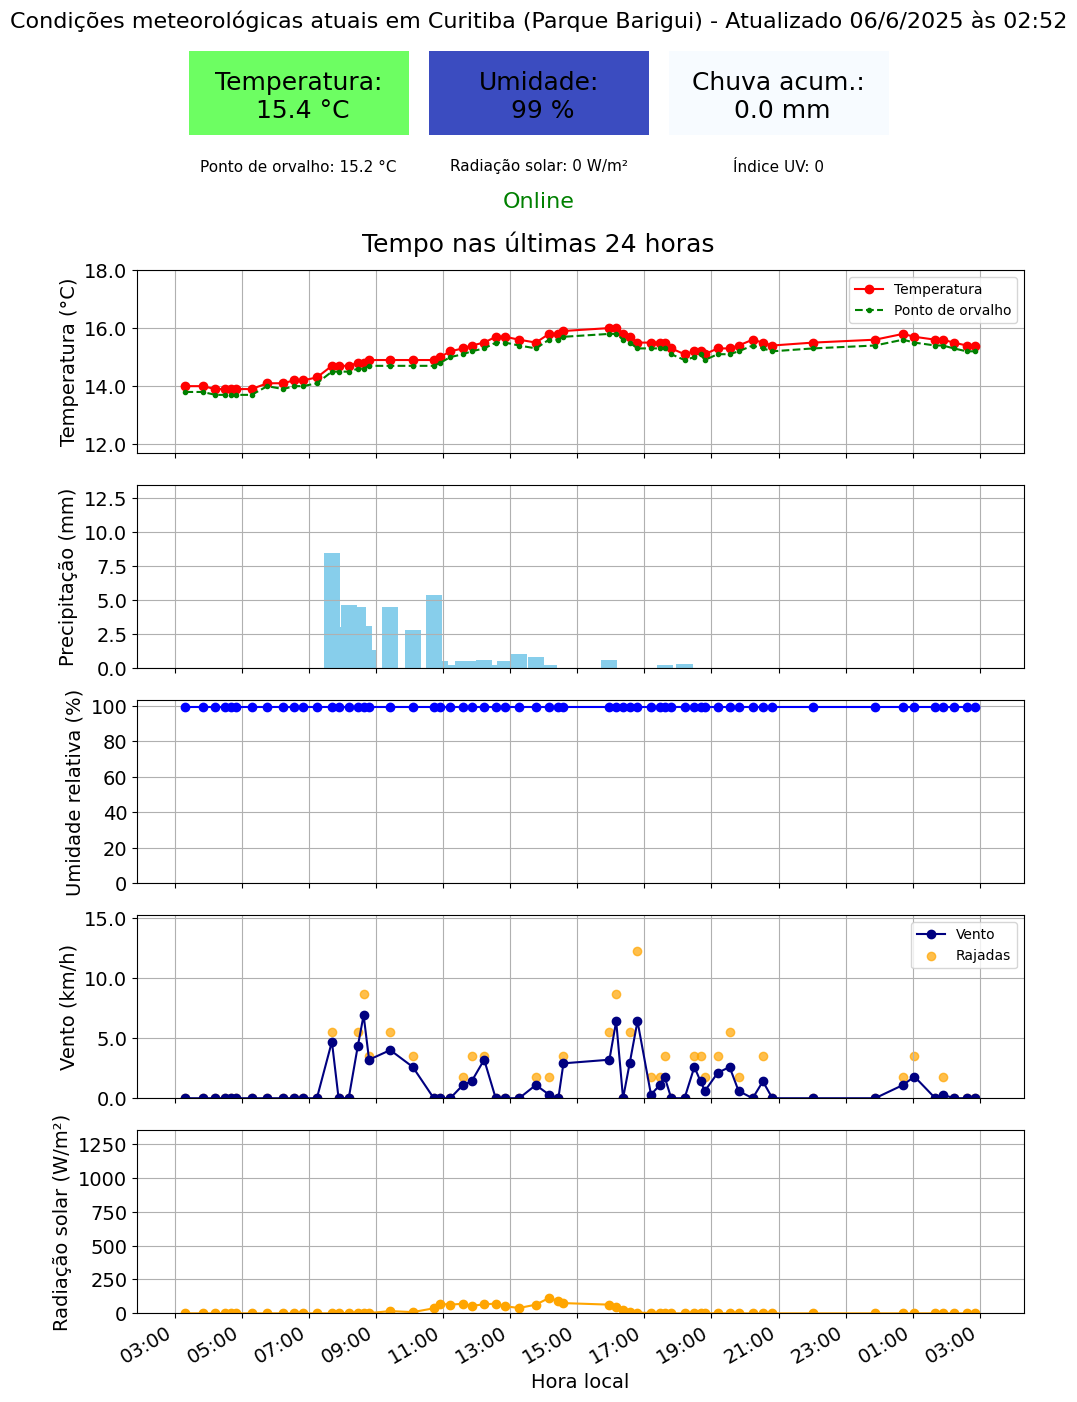 Condições meteorológicas atuais em Curitiba (Parque Barigui) - Atualizado 06/6/2025 às 02:52
Temperatura:
15.4 °C
Umidade:
99 %
Chuva acum.:
0.0 mm
Ponto de orvalho: 15.2 °C
Radiação solar: 0 W/m²
Índice UV: 0
Online
Tempo nas últimas 24 horas
Temperatura (°C)
18.0
16.0
14.0
12.0
Temperatura
Ponto de orvalho
Precipitação (mm)
12.5
10.0
7.5
5.0
2.5
0.0
Umidade relativa (%)
100
80
60
40
20
0
Vento (km/h)
15.0
10.0
5.0
0.0
Vento
Rajadas
Radiação solar (W/m²)
1250
1000
750
500
250
0
03:00
05:00
07:00
09:00
11:00
13:00
15:00
17:00
19:00
21:00
23:00
01:00
03:00
Hora local